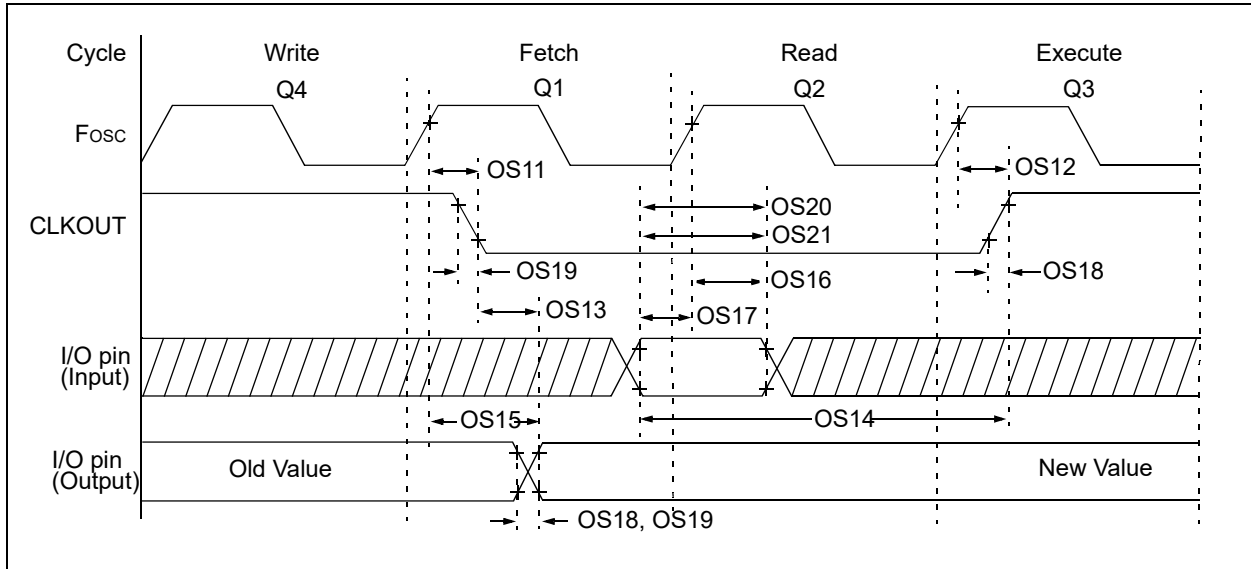 Cycle Write Fetch Read Execute
Q4 Q1 Q2 Q3
FOSC
OS11 OS12
OS20
CLKOUT
OS21
OS19 OS16 OS18
OS13 OS17
I/O pin
(Input)
OS15 OS14
I/O pin
(Output)
Old Value New Value
OS18, OS19